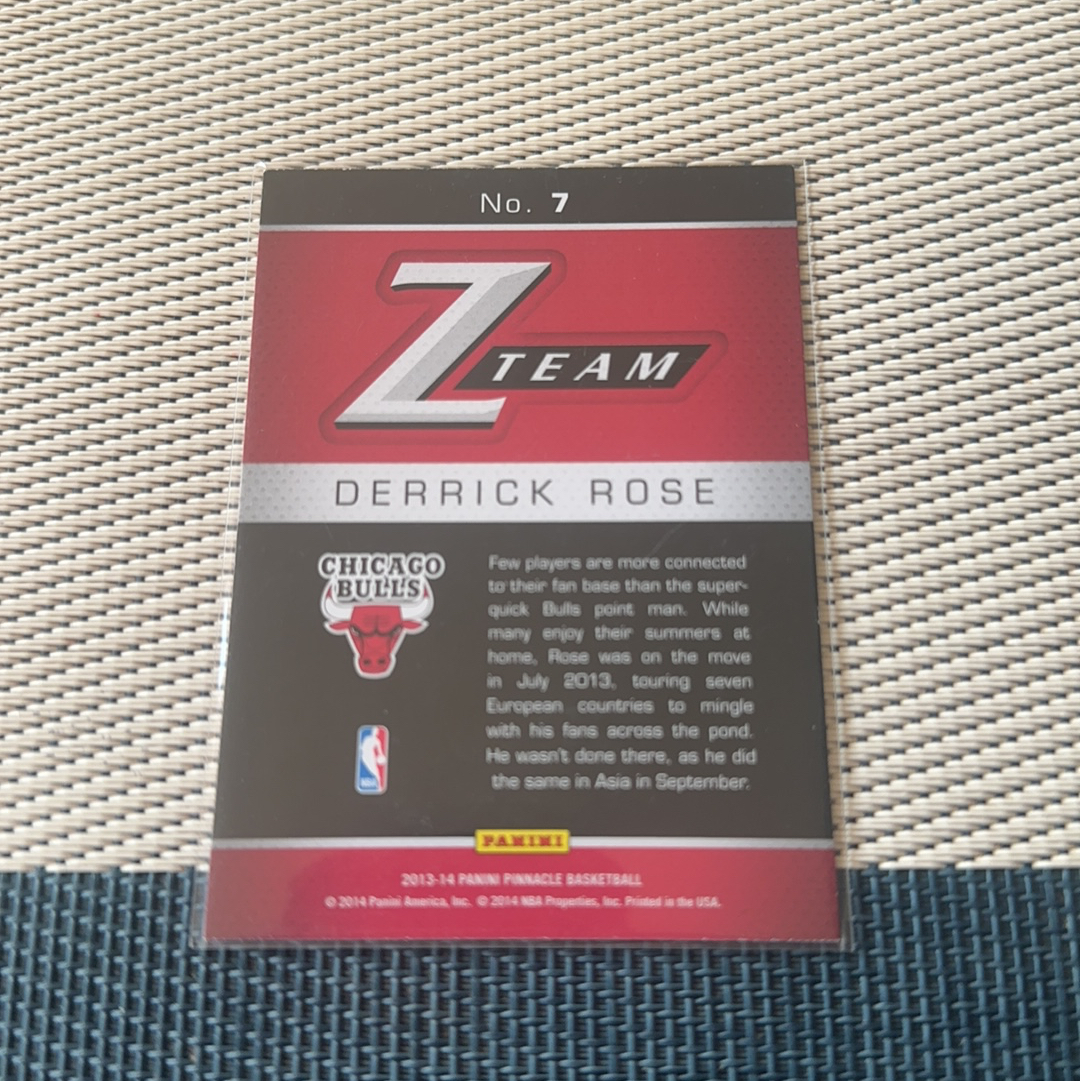 No. 7
Z TEAM
DERRICK ROSE
CHICAGO
BULLS
Few players are more connected
to their fan base than the super-
quick Bulls point man. While
many enjoy their summers at
home, Rose was on the move
in July 2013, touring seven
European countries to mingle
with his fans across the pond.
He wasn't done there, as he did
the same in Asia in September.
NBA
PANINI
2013-14 PANINI PINNACLE BASKETBALL
© 2014 Panini America, Inc. © 2014 NBA Properties, Inc. Printed in the USA.